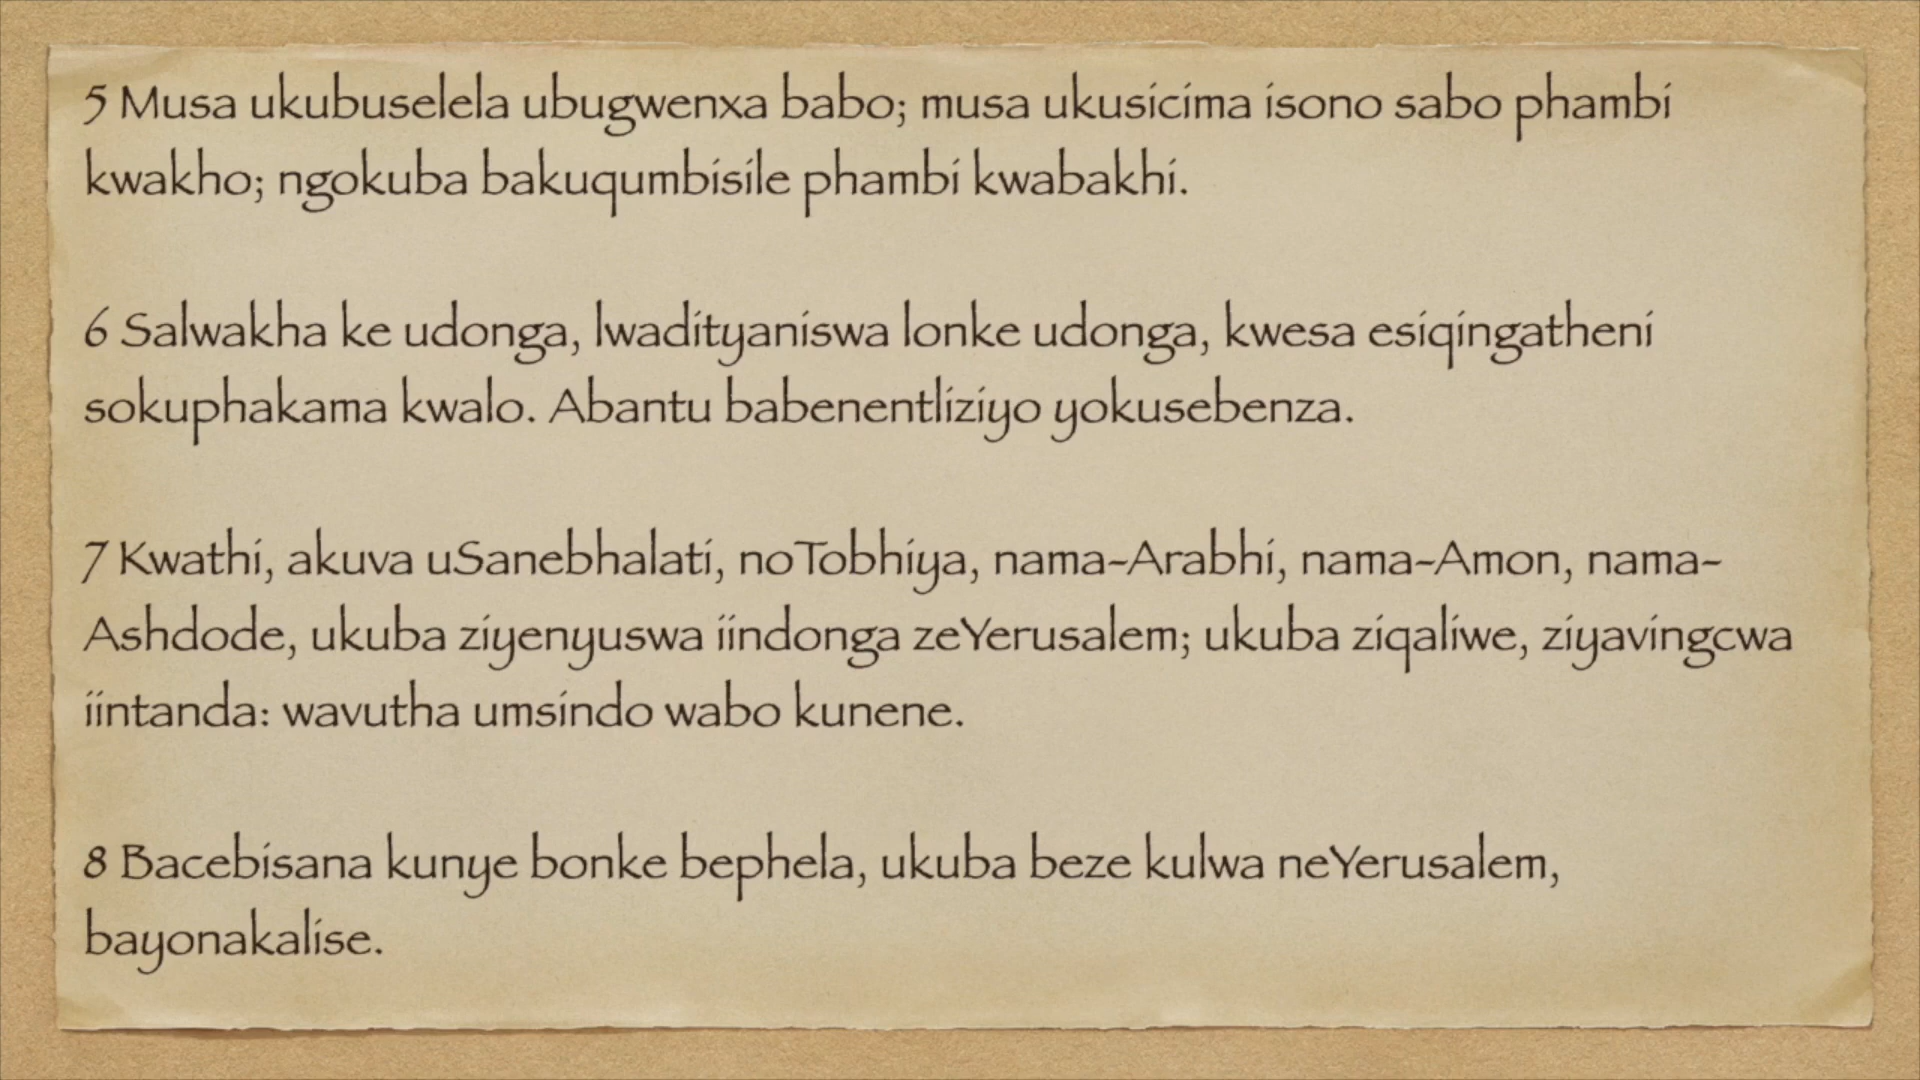 5 Musa ukubuselela ubugwenxa babo; musa ukusicima isono sabo phambi
kwakho; ngokuba bakuqumbisile phambi kwabakhi.
6 Salwakha ke udonga, lwadityaniswa lonke udonga, kwesa esiqingatheni
sokuphakama kwalo. Abantu babenentliziyo yokusebenza.
7 Kwathi, akuva uSanebhalati, noTobhiya, nama-Arabhi, nama-Amon, nama-
Ashdode, ukuba ziyenyuswa iindonga zeYerusalem; ukuba ziqaliwe, ziyavingcwa
iintanda: wavutha umsindo wabo kunene.
8 Bacebisana kunye bonke bephela, ukuba beze kulwa neYerusalem,
bayonakalise.